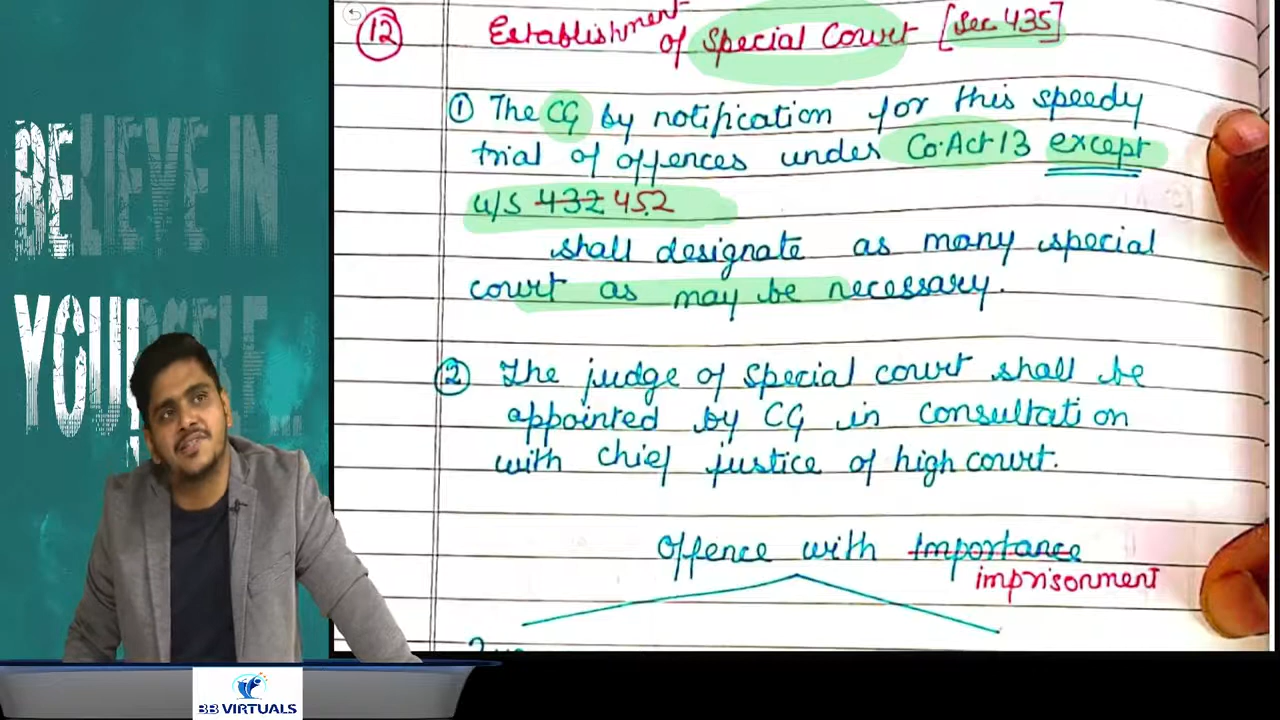 BELIEVE IN
YOURSELF...
12
Establishment of Special Court [Sec 435]
① The CG by notification for this speedy
trial of offences under Co. Act 13 except
u/s 432 452
shall designate as many special
court as may be necessary.
② The judge of special court shall be
appointed by CG in consultation
with chief justice of high court.
Offence with Importance
imprisonment
BB VIRTUALS